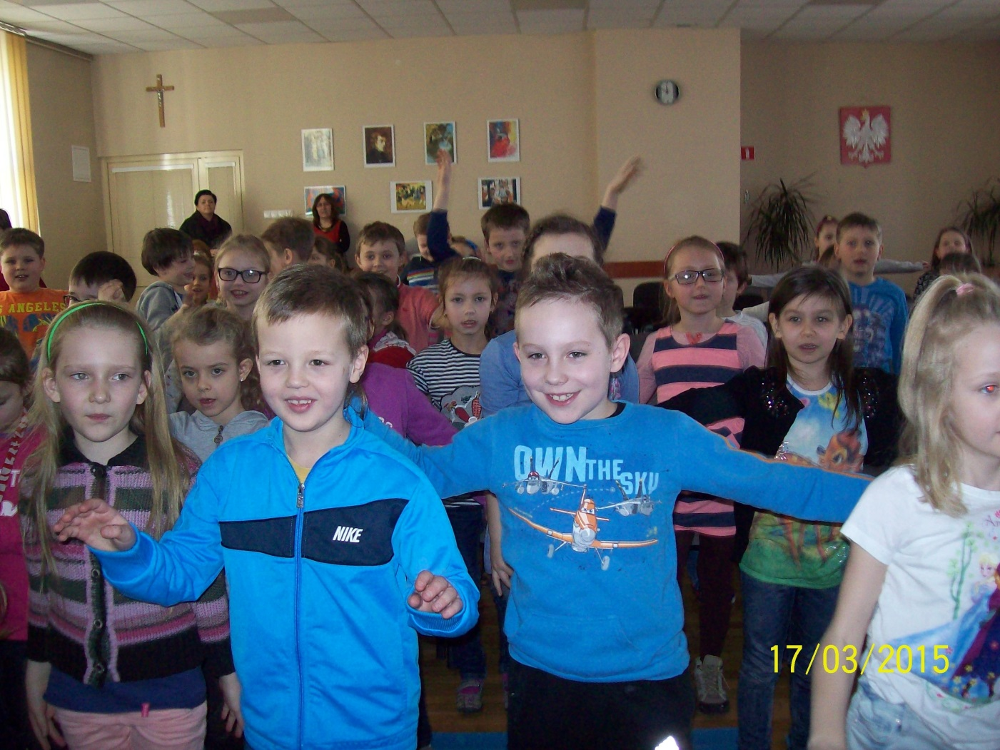 S ANGELES
OWN THE
SKY
NIKE
17/03/2015